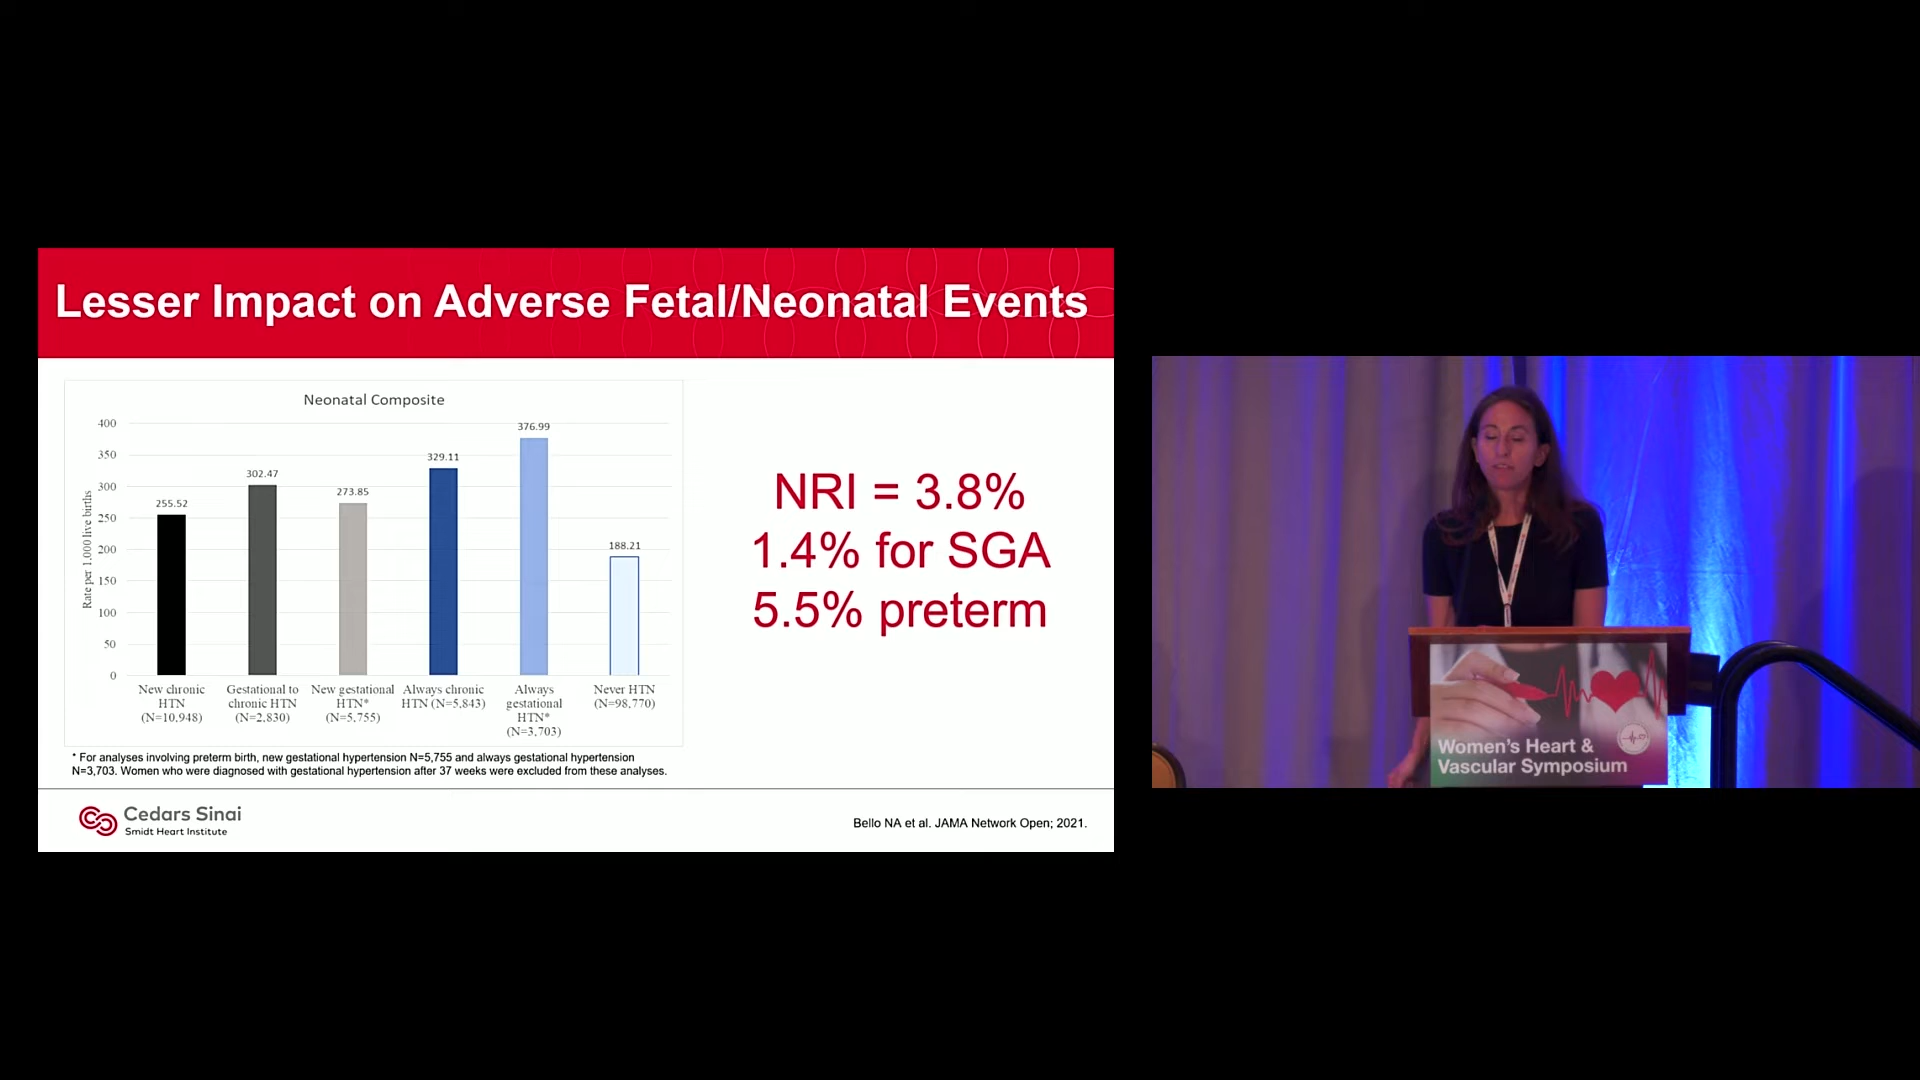 Lesser Impact on Adverse Fetal/Neonatal Events
Neonatal Composite
Rate per 1,000 live births
400
350
300
250
200
150
100
50
0
255.52
302.47
273.85
329.11
376.99
188.21
New chronic
HTN
(N=10,948)
Gestational to
chronic HTN
(N=2,830)
New gestational
HTN*
(N=5,755)
Always chronic
HTN (N=5,843)
Always
gestational
HTN*
(N=3,703)
Never HTN
(N=98,770)
* For analyses involving preterm birth, new gestational hypertension N=5,755 and always gestational hypertension
N=3,703. Women who were diagnosed with gestational hypertension after 37 weeks were excluded from these analyses.
NRI = 3.8%
1.4% for SGA
5.5% preterm
Cedars Sinai
Smidt Heart Institute
Bello NA et al. JAMA Network Open; 2021.
Women's Heart &
Vascular Symposium